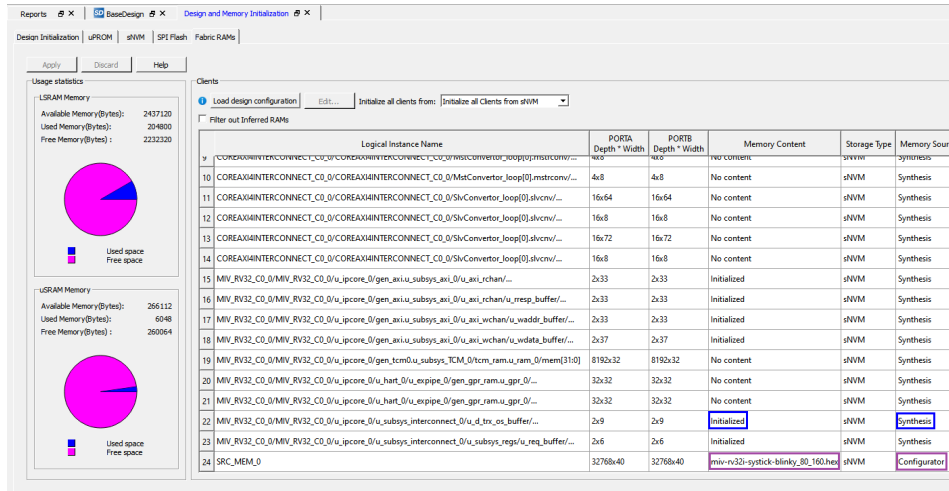 Reports
BaseDesign
Design and Memory Initialization
Design Initialization uPROM sNVM SPI Flash Fabric RAMs
Apply Discard Help
Usage statistics
LSRAM Memory
Available Memory(Bytes): 2437120
Used Memory(Bytes): 204800
Free Memory(Bytes) : 2232320
Used space
Free space
uSRAM Memory
Available Memory(Bytes): 266112
Used Memory(Bytes): 6048
Free Memory(Bytes) : 260064
Used space
Free space
Clients
Load design configuration Edit... Initialize all clients from: Initialize all Clients from sNVM
Filter out Inferred RAMs
Logical Instance Name PORTA Depth * Width PORTB Depth * Width Memory Content Storage Type Memory Sour
9 COREAXI4INTERCONNECT_C0_0/COREAXI4INTERCONNECT_C0_0/MstConvertor_loop[0].mstrconv/... 4x8 4x8 No content sNVM Synthesis
10 COREAXI4INTERCONNECT_C0_0/COREAXI4INTERCONNECT_C0_0/MstConvertor_loop[0].mstrconv/... 4x8 4x8 No content sNVM Synthesis
11 COREAXI4INTERCONNECT_C0_0/COREAXI4INTERCONNECT_C0_0/SlvConvertor_loop[0].slvcnv/... 16x64 16x64 No content sNVM Synthesis
12 COREAXI4INTERCONNECT_C0_0/COREAXI4INTERCONNECT_C0_0/SlvConvertor_loop[0].slvcnv/... 16x8 16x8 No content sNVM Synthesis
13 COREAXI4INTERCONNECT_C0_0/COREAXI4INTERCONNECT_C0_0/SlvConvertor_loop[0].slvcnv/... 16x72 16x72 No content sNVM Synthesis
14 COREAXI4INTERCONNECT_C0_0/COREAXI4INTERCONNECT_C0_0/SlvConvertor_loop[0].slvcnv/... 16x8 16x8 No content sNVM Synthesis
15 MIV_RV32_C0_0/MIV_RV32_C0_0/u_ipcore_0/gen_axi.u_subsys_axi_0/u_axi_rchan/... 2x33 2x33 Initialized sNVM Synthesis
16 MIV_RV32_C0_0/MIV_RV32_C0_0/u_ipcore_0/gen_axi.u_subsys_axi_0/u_axi_rchan/u_rresp_buffer/... 2x33 2x33 Initialized sNVM Synthesis
17 MIV_RV32_C0_0/MIV_RV32_C0_0/u_ipcore_0/gen_axi.u_subsys_axi_0/u_axi_wchan/u_waddr_buffer/... 2x33 2x33 Initialized sNVM Synthesis
18 MIV_RV32_C0_0/MIV_RV32_C0_0/u_ipcore_0/gen_axi.u_subsys_axi_0/u_axi_wchan/u_wdata_buffer/... 2x37 2x37 Initialized sNVM Synthesis
19 MIV_RV32_C0_0/MIV_RV32_C0_0/u_ipcore_0/gen_tcm0.u_subsys_TCM_0/tcm_ram.u_ram_0/mem[31:0] 8192x32 8192x32 No content sNVM Synthesis
20 MIV_RV32_C0_0/MIV_RV32_C0_0/u_ipcore_0/u_hart_0/u_expipe_0/gen_gpr_ram.u_gpr_0/... 32x32 32x32 No content sNVM Synthesis
21 MIV_RV32_C0_0/MIV_RV32_C0_0/u_ipcore_0/u_hart_0/u_expipe_0/gen_gpr_ram.u_gpr_0/... 32x32 32x32 No content sNVM Synthesis
22 MIV_RV32_C0_0/MIV_RV32_C0_0/u_ipcore_0/u_subsys_interconnect_0/u_d_trx_os_buffer/... 2x9 2x9 Initialized sNVM Synthesis
23 MIV_RV32_C0_0/MIV_RV32_C0_0/u_ipcore_0/u_subsys_interconnect_0/u_subsys_regs/u_req_buffer/... 2x6 2x6 Initialized sNVM Synthesis
24 SRC_MEM_0 32768x40 32768x40 miv-rv32i-systick-blinky_80_160.hex sNVM Configurator